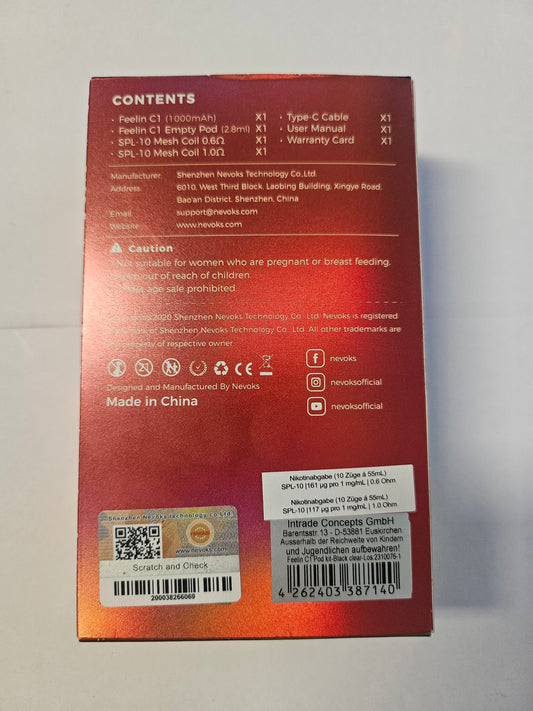 CONTENTS
· Feelin C1 (1000mAh) X1
· Feelin C1 Empty Pod (2.8ml) X1
· SPL-10 Mesh Coil 0.6Ω X1
· SPL-10 Mesh Coil 1.0Ω X1
· Type-C Cable X1
· User Manual X1
· Warranty Card X1
Manufacturer: Shenzhen Nevoks Technology Co.Ltd.
Address: 6010, West Third Block, Laobing Building, Xingye Road,
Bao'an District, Shenzhen, China
Email: support@nevoks.com
Website: www.nevoks.com
Caution
· Not suitable for women who are pregnant or breast feeding.
Keep out of reach of children.
age sale prohibited.
2020 Shenzhen Nevoks Technology Co., Ltd. Nevoks is registered
of Shenzhen Nevoks Technology Co., Ltd. All other trademarks are
property of respective owner.
21
CE
Designed and Manufactured By Nevoks
Made in China
f nevoks
nevoksofficial
nevoksofficial
Nikotinabgabe (10 Züge à 55mL)
SPL-10 |161 µg pro 1 mg/mL | 0.6 Ohm
Nikotinabgabe (10 Züge à 55mL)
SPL-10 |117 µg pro 1 mg/mL | 1.0 Ohm
Intrade Concepts GmbH
Barentsstr. 13 - D-53881 Euskirchen
Ausserhalb der Reichweite von Kindern
und Jugendlichen aufbewahren!
Feelin C1 Pod kit-Black clear-Los:2310076-1
4 262403 387140
Shenzhen Nevoks technology co.,Ltd.
www.nevoks.com
Scratch and Check
200038266069